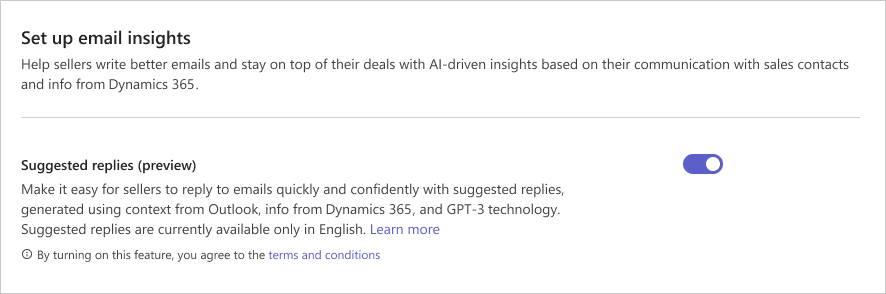 Set up email insights
Help sellers write better emails and stay on top of their deals with AI-driven insights based on their communication with sales contacts
and info from Dynamics 365.
Suggested replies (preview)
Make it easy for sellers to reply to emails quickly and confidently with suggested replies,
generated using context from Outlook, info from Dynamics 365, and GPT-3 technology.
Suggested replies are currently available only in English. Learn more
By turning on this feature, you agree to the terms and conditions